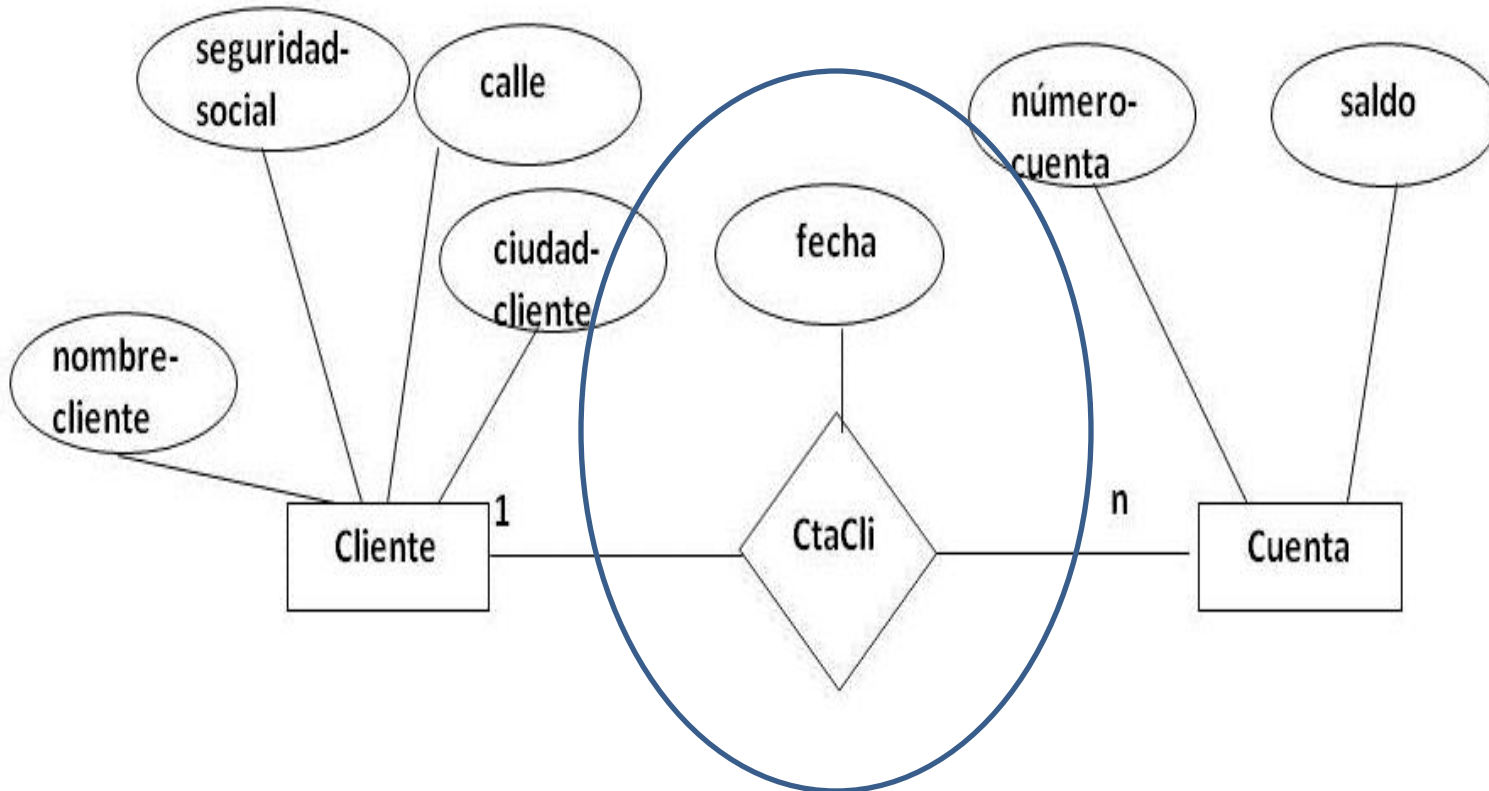 seguridad-
social
calle
número-
cuenta
saldo
ciudad-
cliente
fecha
nombre-
cliente
1
n
Cliente
CtaCli
Cuenta